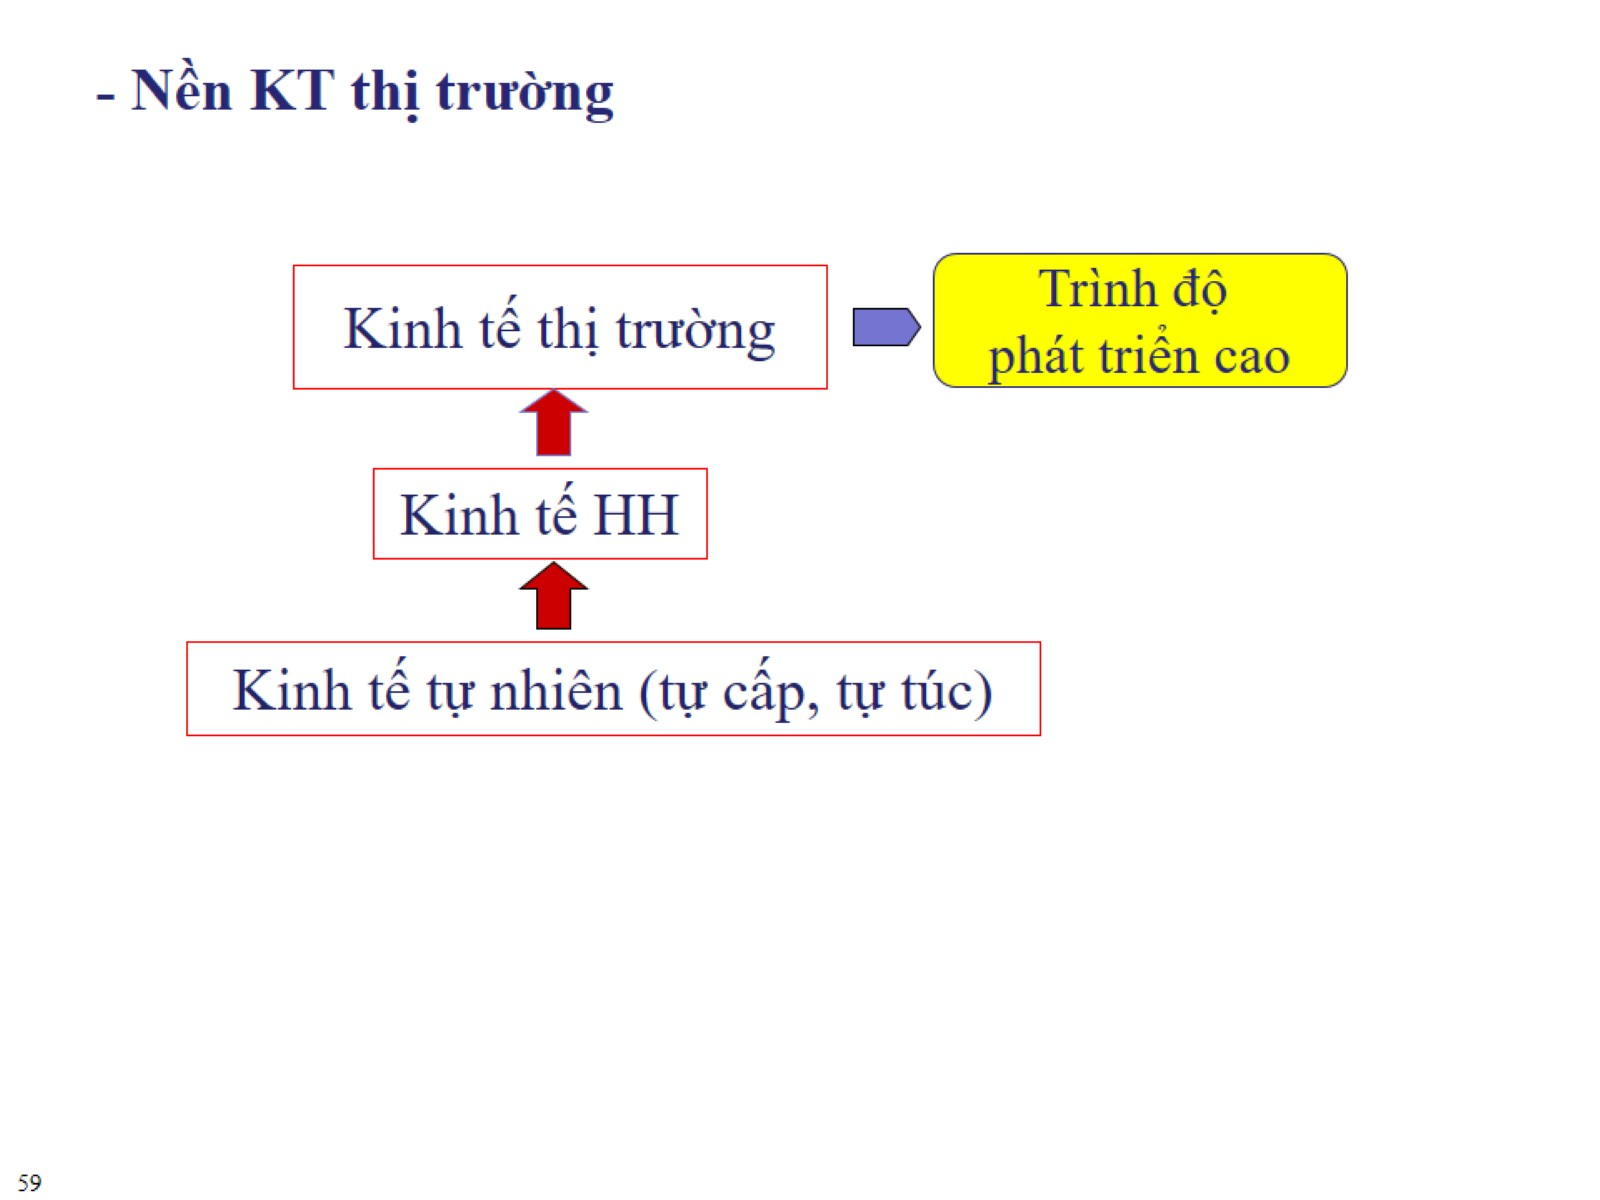 - Nền KT thị trường
Kinh tế thị trường
Trình độ
phát triển cao
Kinh tế HH
Kinh tế tự nhiên (tự cấp, tự túc)
59